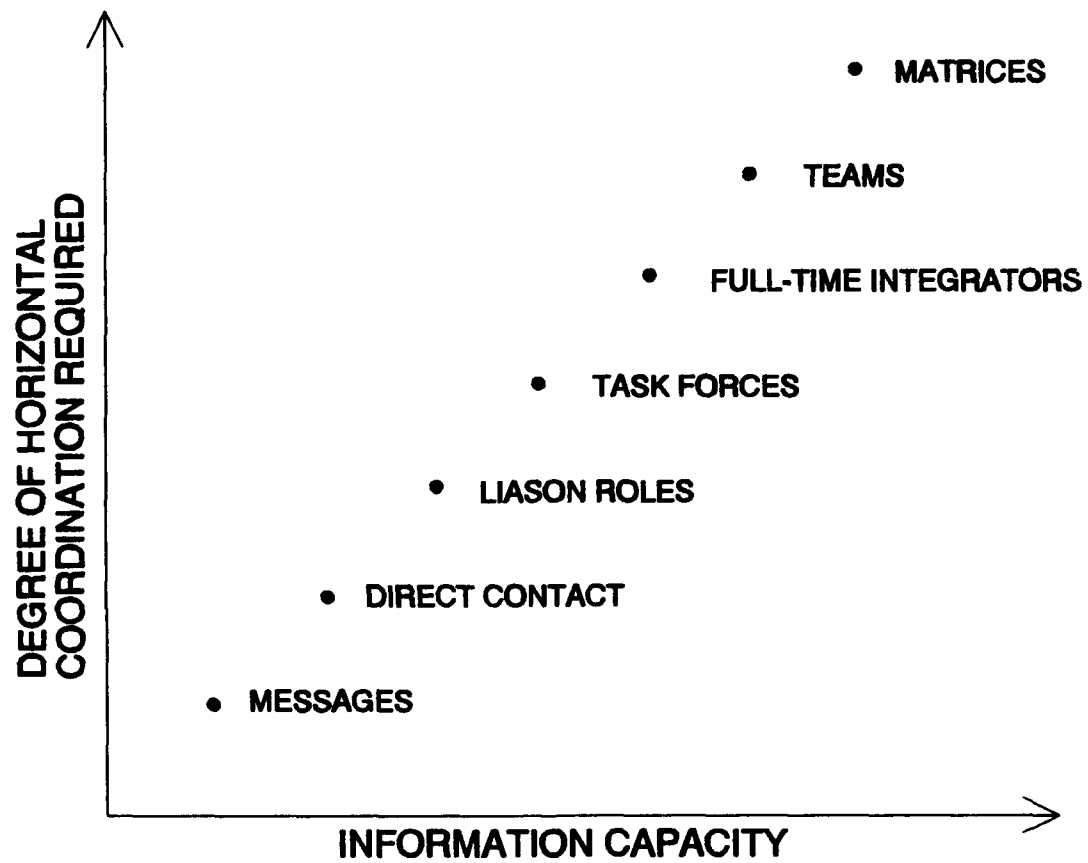 MATRICES
TEAMS
FULL-TIME INTEGRATORS
TASK FORCES
LIASON ROLES
DIRECT CONTACT
MESSAGES
DEGREE OF HORIZONTAL
COORDINATION REQUIRED
INFORMATION CAPACITY